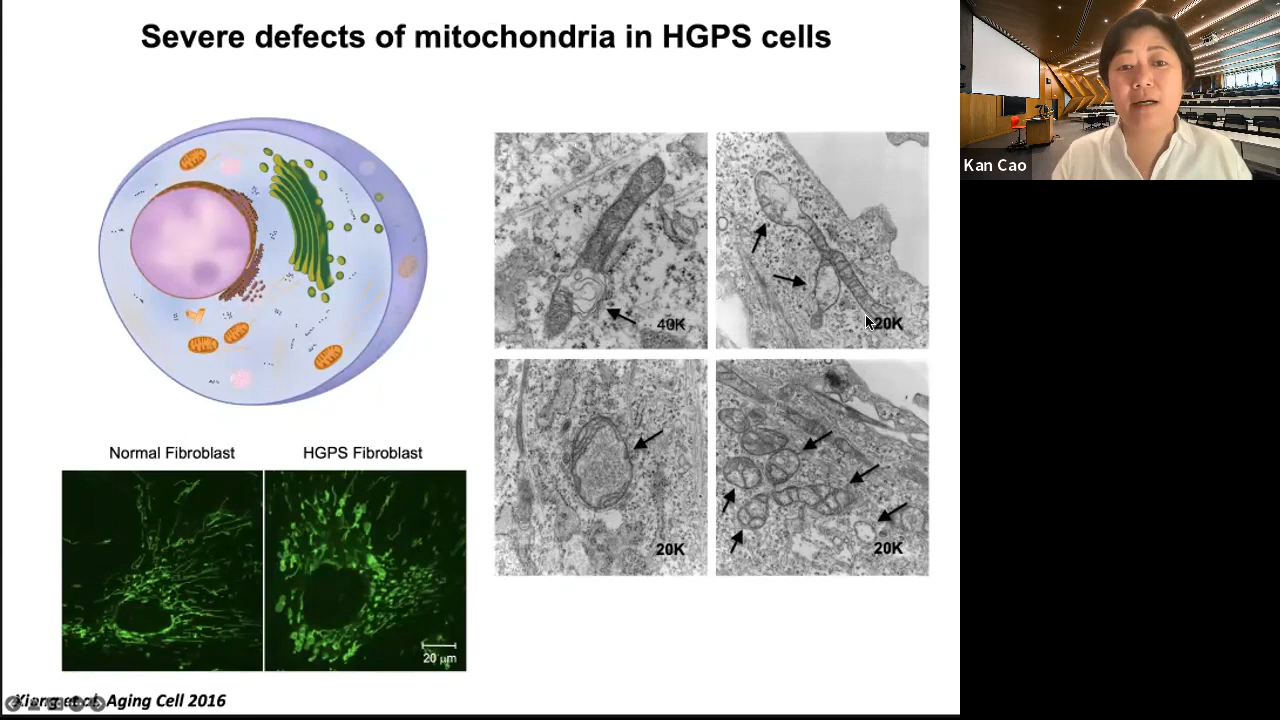 Severe defects of mitochondria in HGPS cells
Kan Cao
40K
20K
Normal Fibroblast
HGPS Fibroblast
20K
20K
20 µm
Xiong et al. Aging Cell 2016